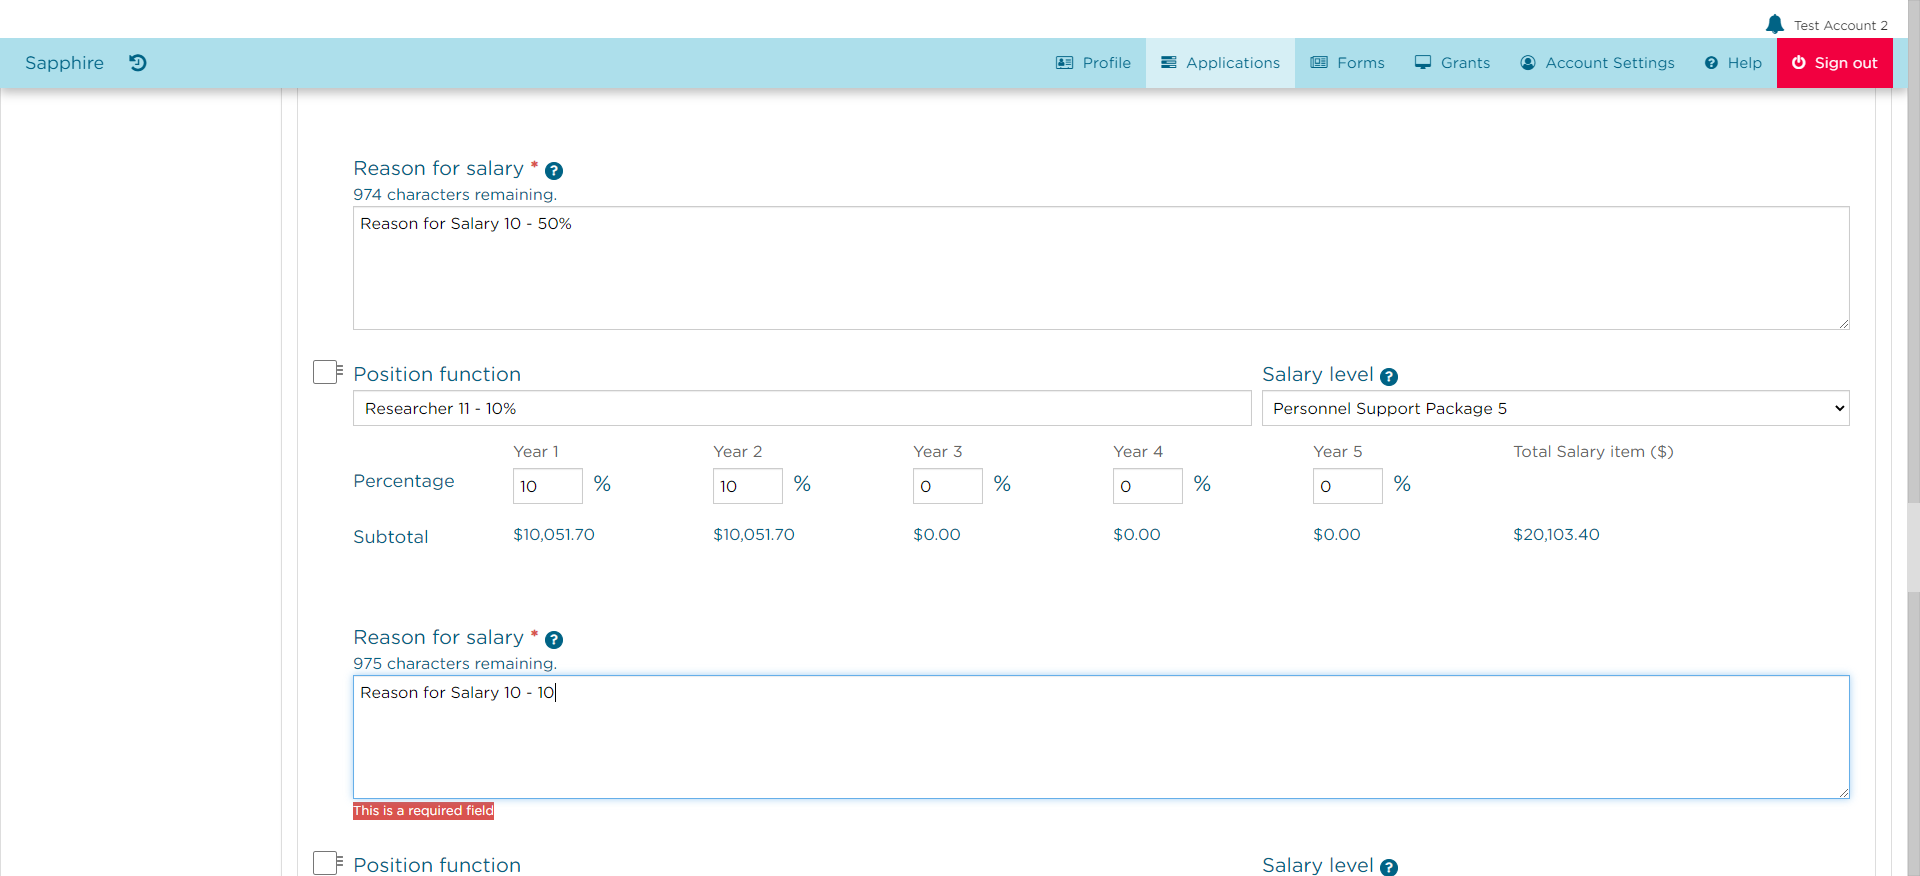 Test Account 2
Sapphire Profile Applications Forms Grants Account Settings Help Sign out
Reason for salary *
974 characters remaining.
Reason for Salary 10 - 50%
Position function Salary level
Researcher 11 - 10% Personnel Support Package 5
Year 1 Year 2 Year 3 Year 4 Year 5 Total Salary item ($)
Percentage 10 % 10 % 0 % 0 % 0 %
Subtotal $10,051.70 $10,051.70 $0.00 $0.00 $0.00 $20,103.40
Reason for salary *
975 characters remaining.
Reason for Salary 10 - 10
This is a required field
Position function Salary level